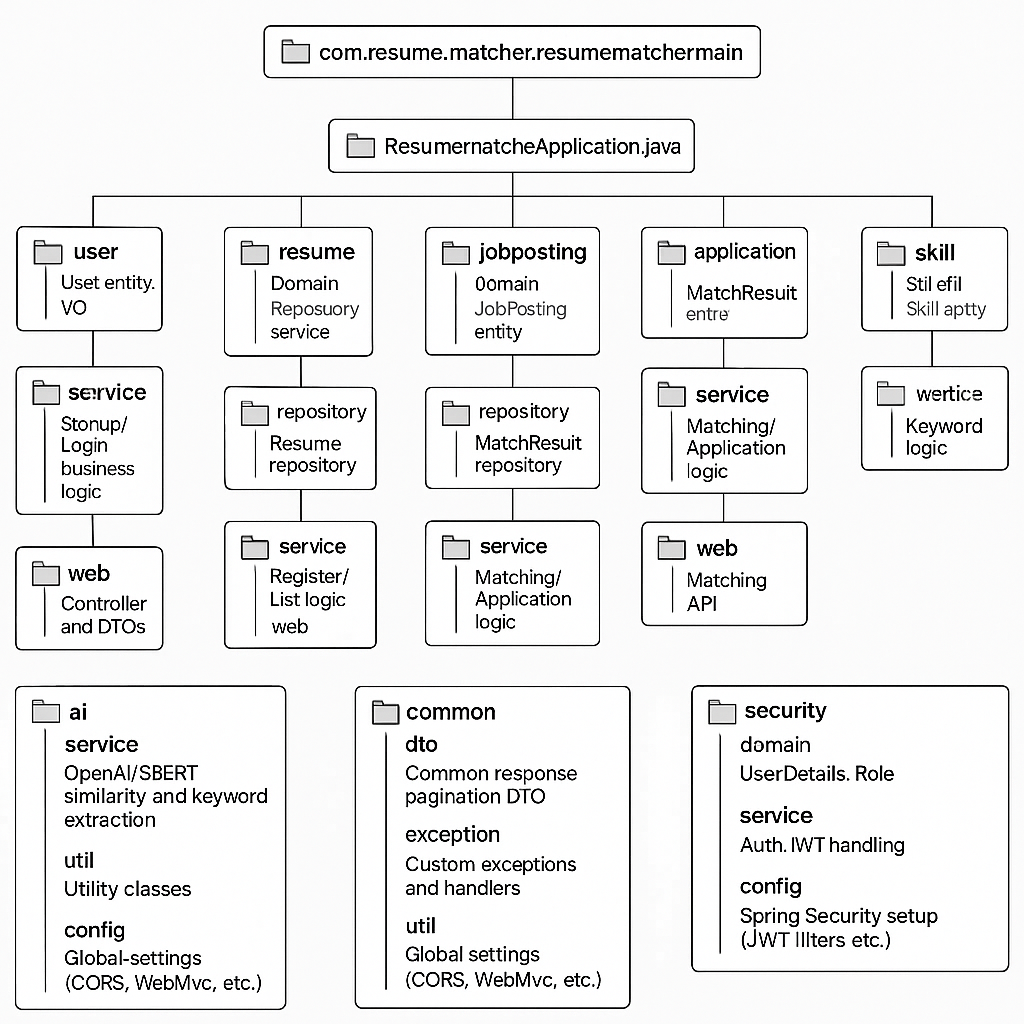 com.resume.matcher.resumematchermain
ResumernatcheApplication.java
user
Uset entity.
VO
resume
Domain
Reposuory
service
jobposting
0omain
JobPosting
entity
application
MatchResuit
entre
skill
Stil efil
Skill aptty
service
Stonup/
Login
business
logic
repository
Resume
repository
repository
MatchResuit
repository
service
Matching/
Application
logic
wertice
Keyword
logic
web
Controller
and DTOs
service
Register/
List logic
web
service
Matching/
Application
logic
web
Matching
API
ai
service
OpenAI/SBERT
similarity and keyword
extraction
util
Utility classes
config
Global-settings
(CORS, WebMvc, etc.)
common
dto
Common response
pagination DTO
exception
Custom exceptions
and handlers
util
Global settings
(CORS, WebMvc, etc.)
security
domain
UserDetails. Role
service
Auth. IWT handling
config
Spring Security setup
(JWT IIlters etc.)